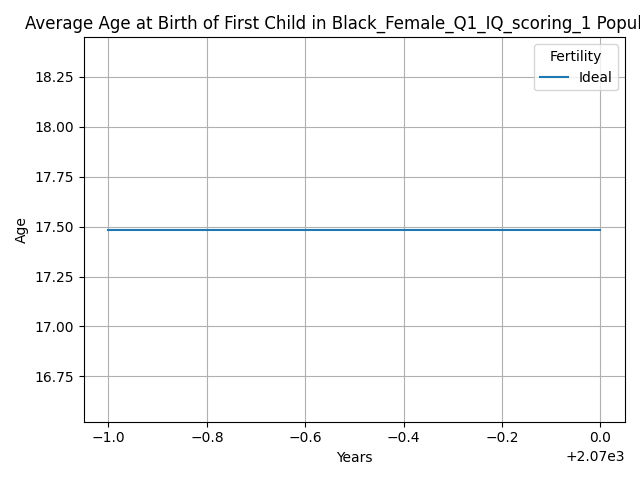 Average Age at Birth of First Child in Black_Female_Q1_IQ_scoring_1 Popul
Fertility
Ideal
18.25
18.00
17.75
17.50
17.25
17.00
16.75
Age
−1.0 −0.8 −0.6 −0.4 −0.2 0.0
Years
+2.07e3